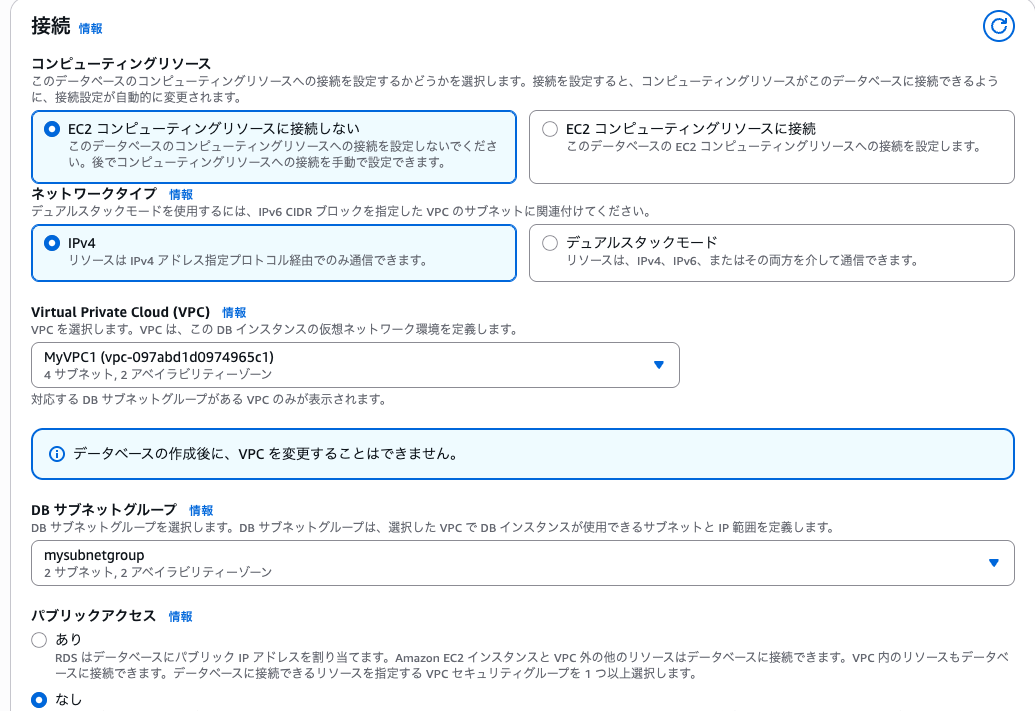 接続 情報
コンピューティングリソース
このデータベースのコンピューティングリソースへの接続を設定するかどうかを選択します。接続を設定すると、コンピューティングリソースがこのデータベースに接続できるよう
に、接続設定が自動的に変更されます。
EC2 コンピューティングリソースに接続しない
このデータベースのコンピューティングリソースへの接続を設定しないでくださ
い。後でコンピューティングリソースへの接続を手動で設定できます。
EC2 コンピューティングリソースに接続
このデータベースの EC2 コンピューティングリソースへの接続を設定します。
ネットワークタイプ 情報
デュアルスタックモードを使用するには、IPv6 CIDR ブロックを指定した VPC のサブネットに関連付けてください。
IPv4
リソースは IPv4 アドレス指定プロトコル経由でのみ通信できます。
デュアルスタックモード
リソースは、IPv4、IPv6、またはその両方を介して通信できます。
Virtual Private Cloud (VPC) 情報
VPC を選択します。VPC は、この DB インスタンスの仮想ネットワーク環境を定義します。
MyVPC1 (vpc-097abd1d0974965c1)
4 サブネット, 2 アベイラビリティーゾーン
対応する DB サブネットグループがある VPC のみが表示されます。
データベースの作成後に、VPC を変更することはできません。
DB サブネットグループ 情報
DB サブネットグループを選択します。DB サブネットグループは、選択した VPC で DB インスタンスが使用できるサブネットと IP 範囲を定義します。
mysubnetgroup
2 サブネット, 2 アベイラビリティーゾーン
パブリックアクセス 情報
あり
RDS はデータベースにパブリック IP アドレスを割り当てます。Amazon EC2 インスタンスと VPC 外の他のリソースはデータベースに接続できます。VPC 内のリソースもデータベ
ースに接続できます。データベースに接続できるリソースを指定する VPC セキュリティグループを 1 つ以上選択します。
なし